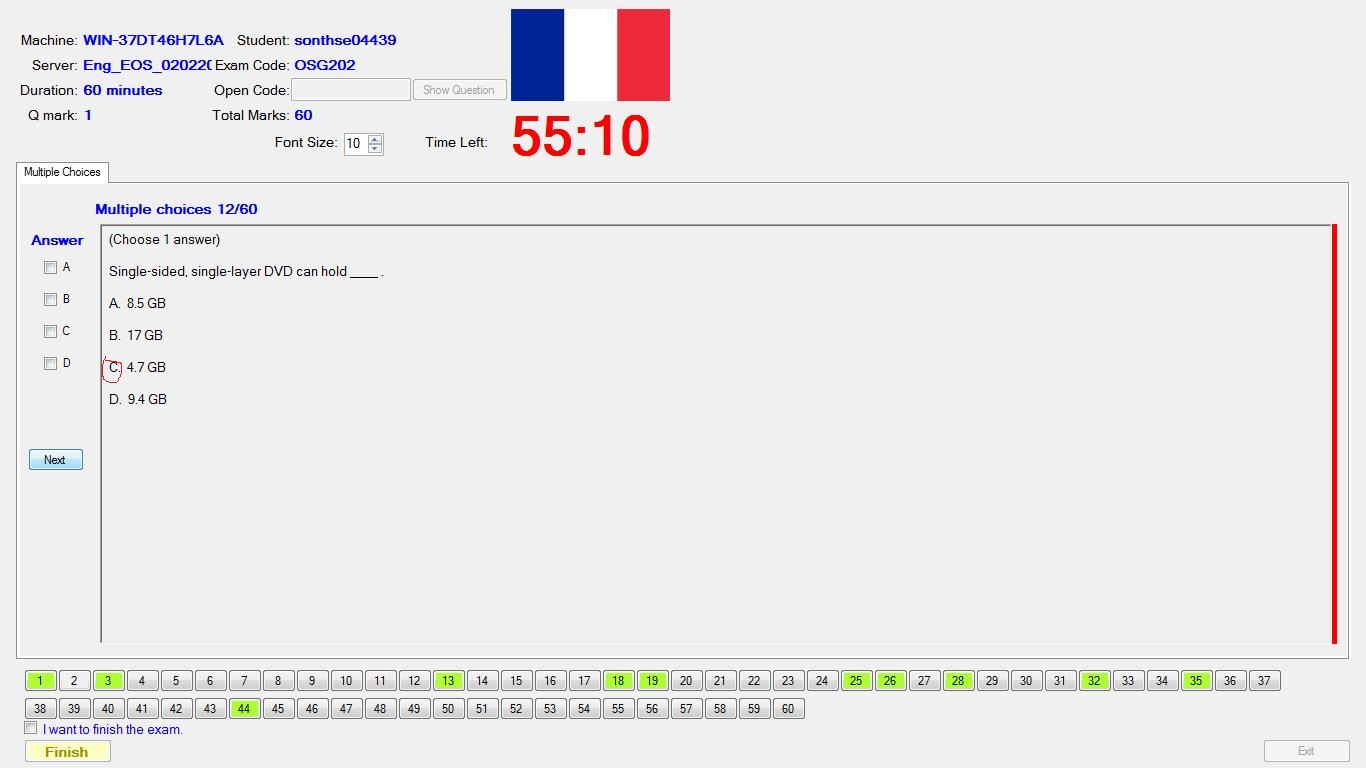 Machine: WIN-37DT46H7L6A Student: sonthse04439
Server: Eng_EOS_020220 Exam Code: OSG202
Duration: 60 minutes Open Code: Show Question
Q mark: 1 Total Marks: 60
Font Size: 10 Time Left: 55:10
Multiple Choices
Multiple choices 12/60
Answer
(Choose 1 answer)
A
Single-sided, single-layer DVD can hold ____ .
B
A. 8.5 GB
C
B. 17 GB
D
C. 4.7 GB
D. 9.4 GB
Next
1 2 3 4 5 6 7 8 9 10 11 12 13 14 15 16 17 18 19 20 21 22 23 24 25 26 27 28 29 30 31 32 33 34 35 36 37
38 39 40 41 42 43 44 45 46 47 48 49 50 51 52 53 54 55 56 57 58 59 60
I want to finish the exam.
Finish Exit